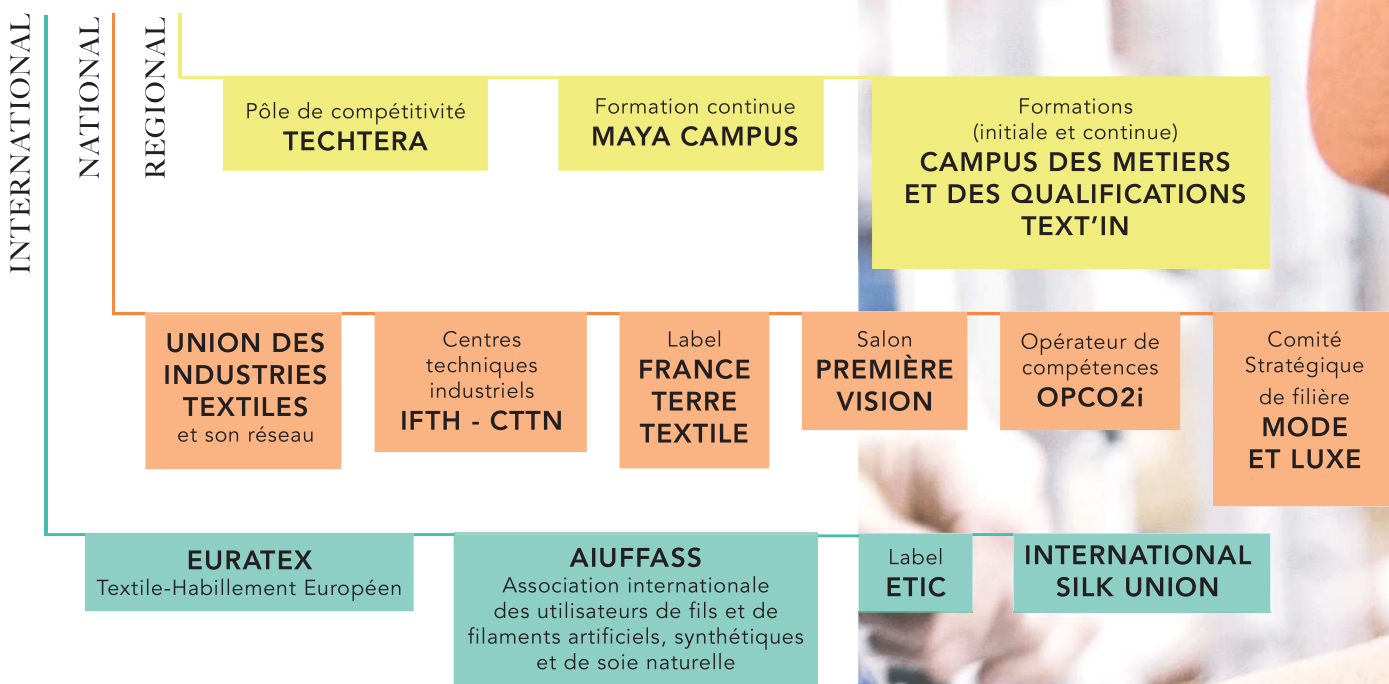 INTERNATIONAL
NATIONAL
REGIONAL
Pôle de compétitivité
TECHTERA
Formation continue
MAYA CAMPUS
Formations
(initiale et continue)
CAMPUS DES METIERS
ET DES QUALIFICATIONS
TEXT'IN
UNION DES
INDUSTRIES
TEXTILES
et son réseau
Centres
techniques
industriels
IFTH - CTTN
Label
FRANCE
TERRE
TEXTILE
Salon
PREMIÈRE
VISION
Opérateur de
compétences
OPCO2i
Comité
Stratégique
de filière
MODE
ET LUXE
EURATEX
Textile-Habillement Européen
AIUFFASS
Association internationale
des utilisateurs de fils et de
filaments artificiels, synthétiques
et de soie naturelle
Label
ETIC
INTERNATIONAL
SILK UNION